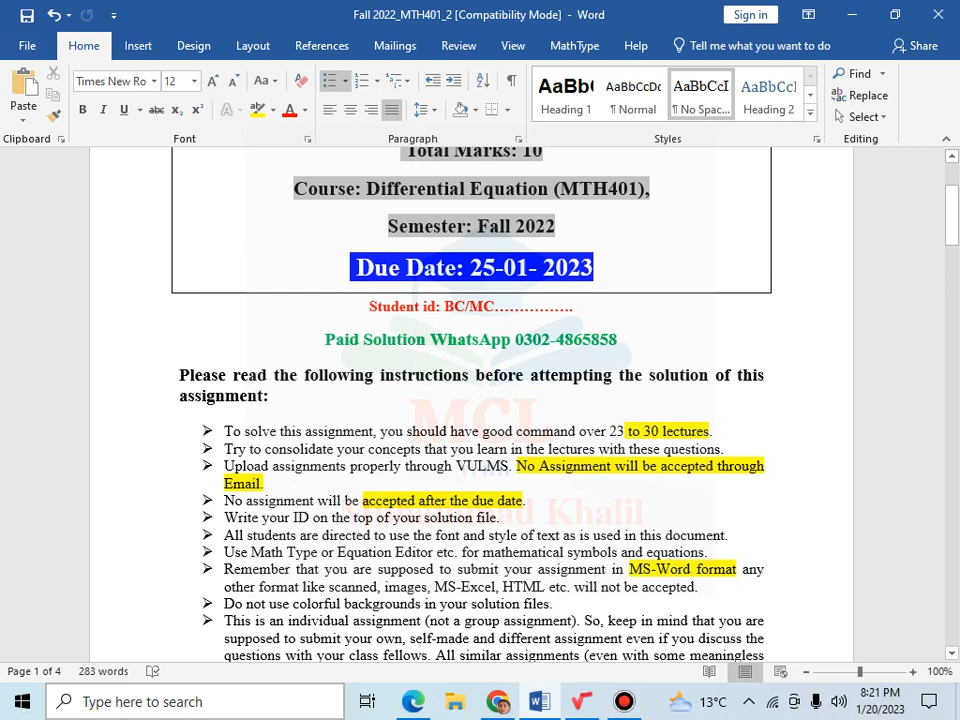 Fall 2022_MTH401_2 [Compatibility Mode] - Word
Sign in
File Home Insert Design Layout References Mailings Review View MathType Help Tell me what you want to do Share
Paste
Times New Ro 12 Aa
AaBb( AaBbCcDc AaBbCcI AaBbCcI
Heading 1 ¶ Normal ¶ No Spac... Heading 2
Find
Replace
Select
Clipboard Font Paragraph Styles Editing
Total Marks: 10
Course: Differential Equation (MTH401),
Semester: Fall 2022
Due Date: 25-01- 2023
Student id: BC/MC…………….
Paid Solution WhatsApp 0302-4865858
Please read the following instructions before attempting the solution of this
assignment:
MCL
➢ To solve this assignment, you should have good command over 23 to 30 lectures.
➢ Try to consolidate your concepts that you learn in the lectures with these questions.
➢ Upload assignments properly through VULMS. No Assignment will be accepted through
Email.
➢ No assignment will be accepted after the due date.
Khalil
➢ Write your ID on the top of your solution file.
➢ All students are directed to use the font and style of text as is used in this document.
➢ Use Math Type or Equation Editor etc. for mathematical symbols and equations.
➢ Remember that you are supposed to submit your assignment in MS-Word format any
other format like scanned, images, MS-Excel, HTML etc. will not be accepted.
➢ Do not use colorful backgrounds in your solution files.
➢ This is an individual assignment (not a group assignment). So, keep in mind that you are
supposed to submit your own, self-made and different assignment even if you discuss the
questions with your class fellows. All similar assignments (even with some meaningless
Page 1 of 4 283 words 100%
Type here to search
13°C
8:21 PM
1/20/2023